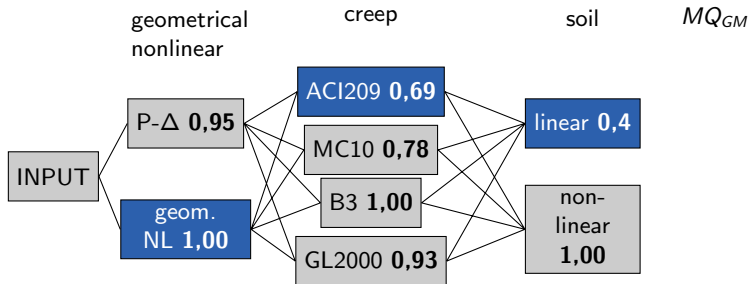 geometrical
nonlinear
creep
soil
MQGM
INPUT
P-Δ 0,95
geom.
NL 1,00
ACI209 0,69
MC10 0,78
B3 1,00
GL2000 0,93
linear 0,4
non-
linear
1,00